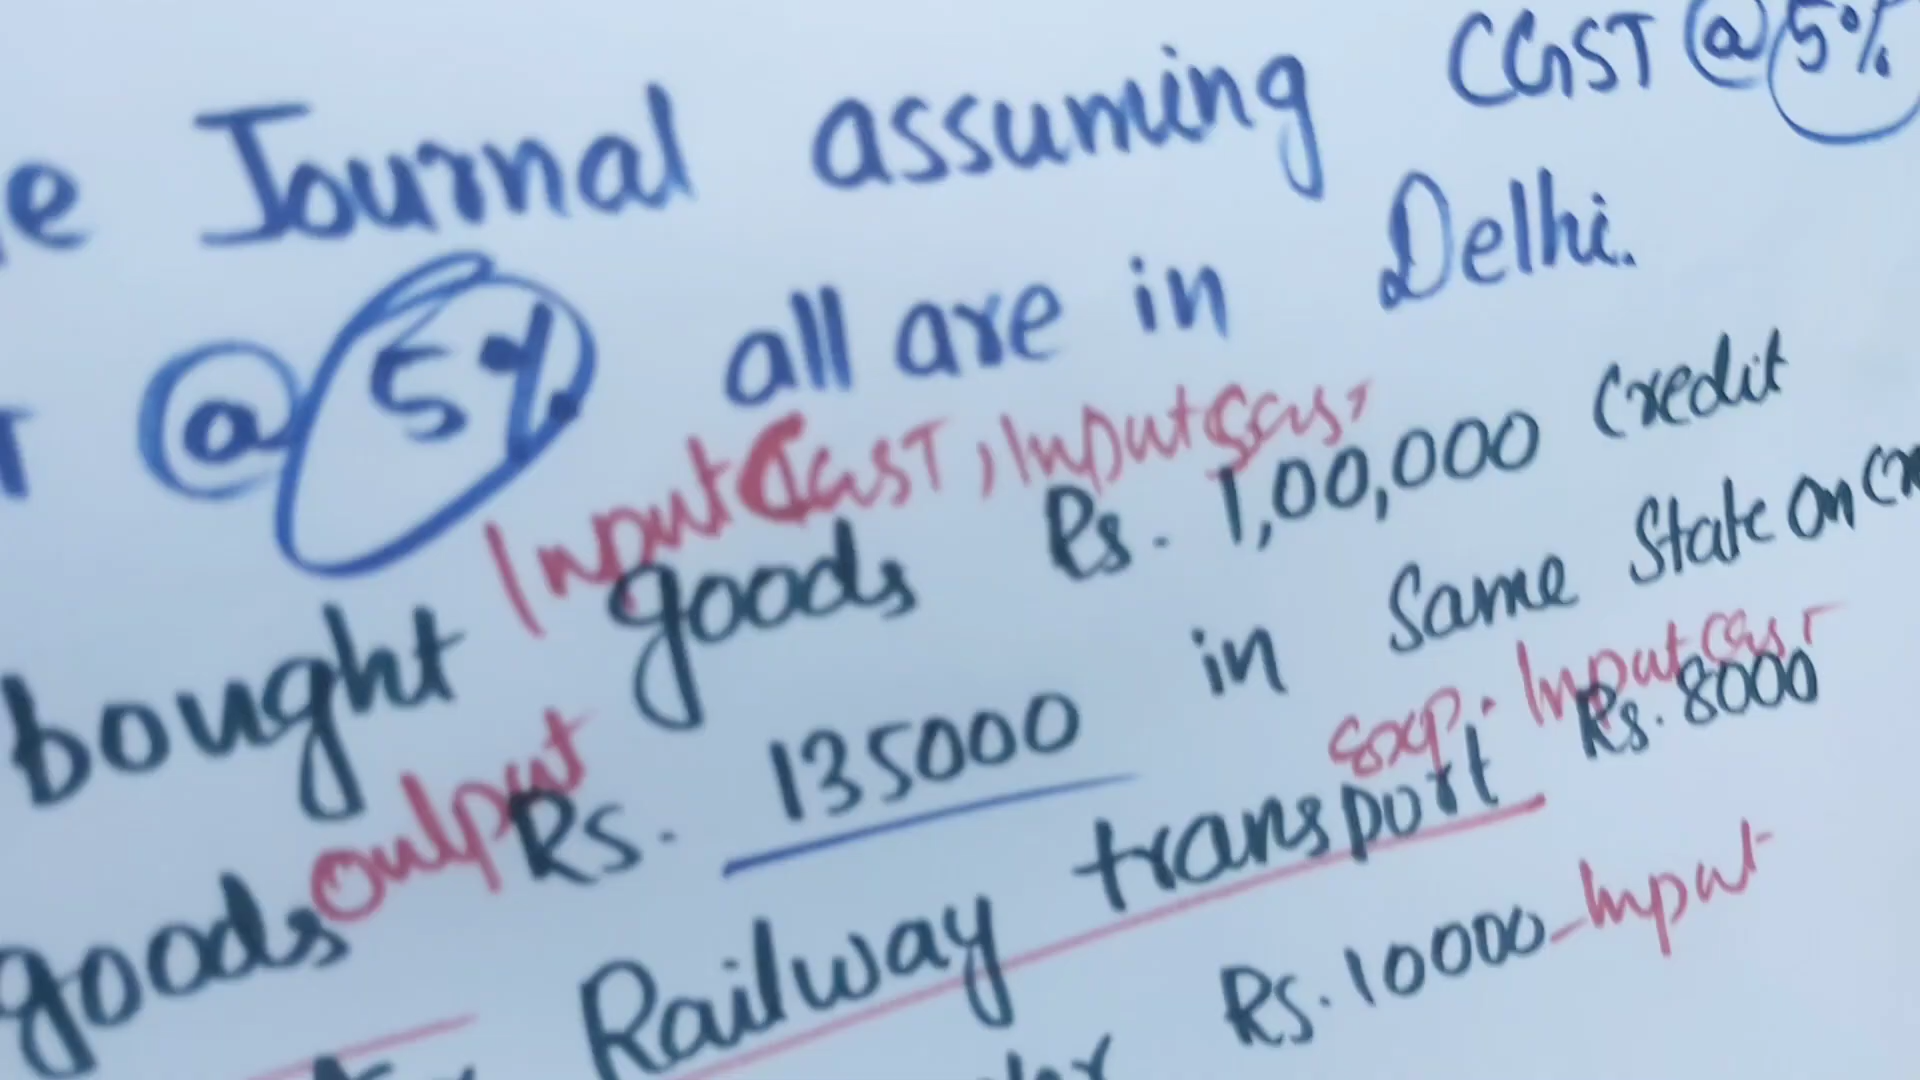 Journal assuming CGST @ 5%
@ 5% all are in Delhi.
Input CGST, Input SGST
bought goods Rs. 1,00,000 Credit
output
goods Rs. 135000 in Same State on
exp. Input CGST
Railway transport Rs. 8000
Rs. 10000 - Input